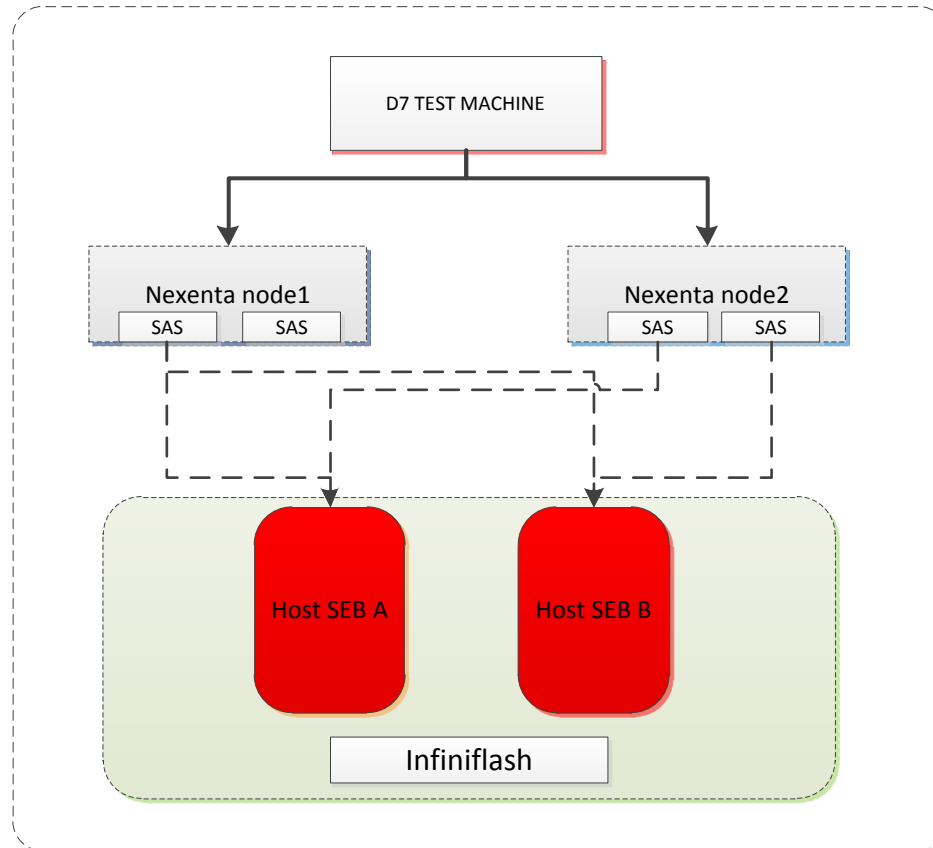 D7 TEST MACHINE
Nexenta node1
SAS
SAS
Nexenta node2
SAS
SAS
Host SEB A
Host SEB B
Infiniflash